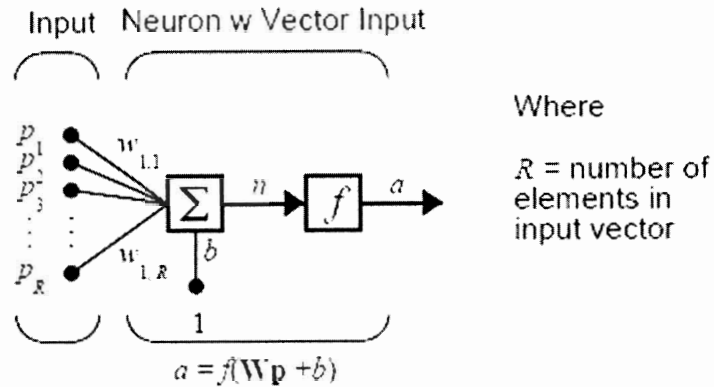 Input Neuron w Vector Input
p1
p2
p3
pR
w1,1
w1,R
Σ
n
f
a
b
1
a = f(Wp +b)
Where
R = number of
elements in
input vector